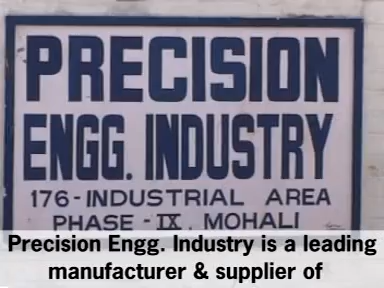 PRECISION
ENGG. INDUSTRY
176-INDUSTRIAL AREA
PHASE - IX, MOHALI
Precision Engg. Industry is a leading
manufacturer & supplier of